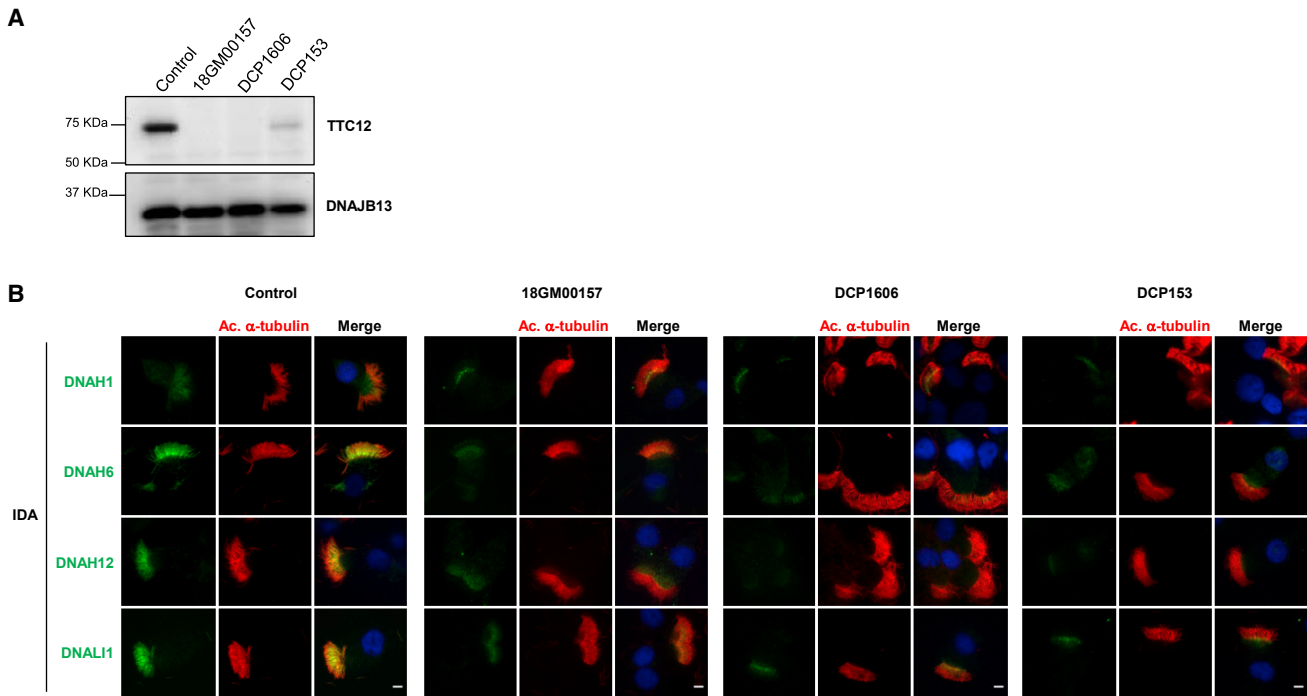 A
Control
18GM00157
DCP1606
DCP153
75 KDa
TTC12
50 KDa
37 KDa
DNAJB13
B
Control
18GM00157
DCP1606
DCP153
Ac. α-tubulin Merge
Ac. α-tubulin Merge
Ac. α-tubulin Merge
Ac. α-tubulin Merge
IDA
DNAH1
DNAH6
DNAH12
DNALI1